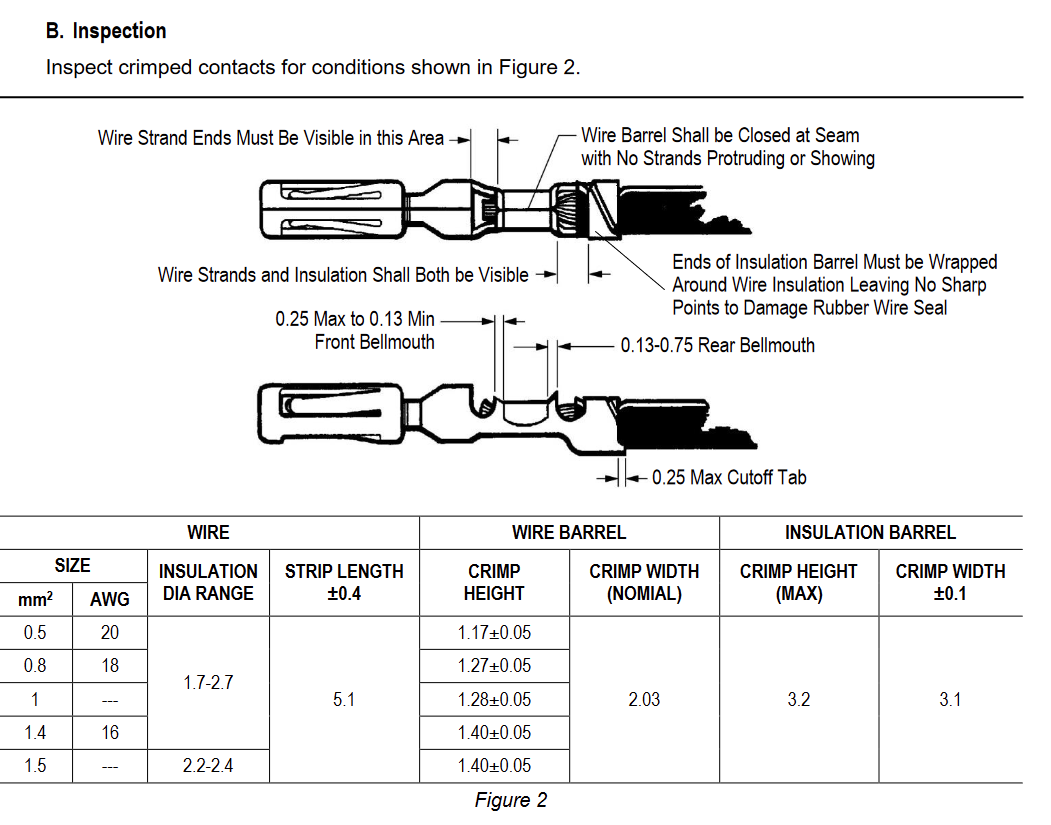 B. Inspection
Inspect crimped contacts for conditions shown in Figure 2.
Wire Strand Ends Must Be Visible in this Area
Wire Barrel Shall be Closed at Seam
with No Strands Protruding or Showing
Wire Strands and Insulation Shall Both be Visible
Ends of Insulation Barrel Must be Wrapped
Around Wire Insulation Leaving No Sharp
Points to Damage Rubber Wire Seal
0.25 Max to 0.13 Min
Front Bellmouth
0.13-0.75 Rear Bellmouth
0.25 Max Cutoff Tab
WIRE WIRE BARREL INSULATION BARREL
SIZE INSULATION DIA RANGE STRIP LENGTH ±0.4 CRIMP HEIGHT CRIMP WIDTH (NOMIAL) CRIMP HEIGHT (MAX) CRIMP WIDTH ±0.1
mm² AWG
0.5 20 1.17±0.05
0.8 18 1.27±0.05
1.7-2.7
1 --- 5.1 1.28±0.05 2.03 3.2 3.1
1.4 16 1.40±0.05
1.5 --- 2.2-2.4 1.40±0.05
Figure 2